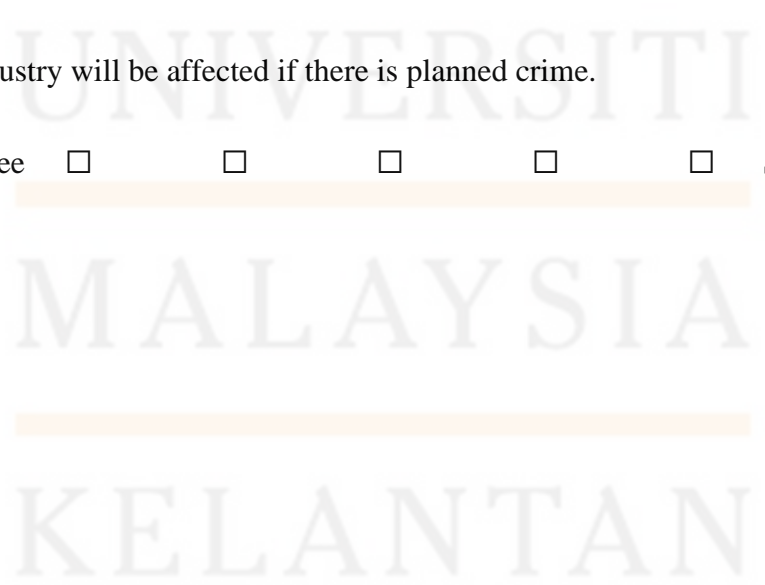 UNIVERSITI
ustry will be affected if there is planned crime.
ee ☐ ☐ ☐ ☐ ☐
MALAYSIA
KELANTAN